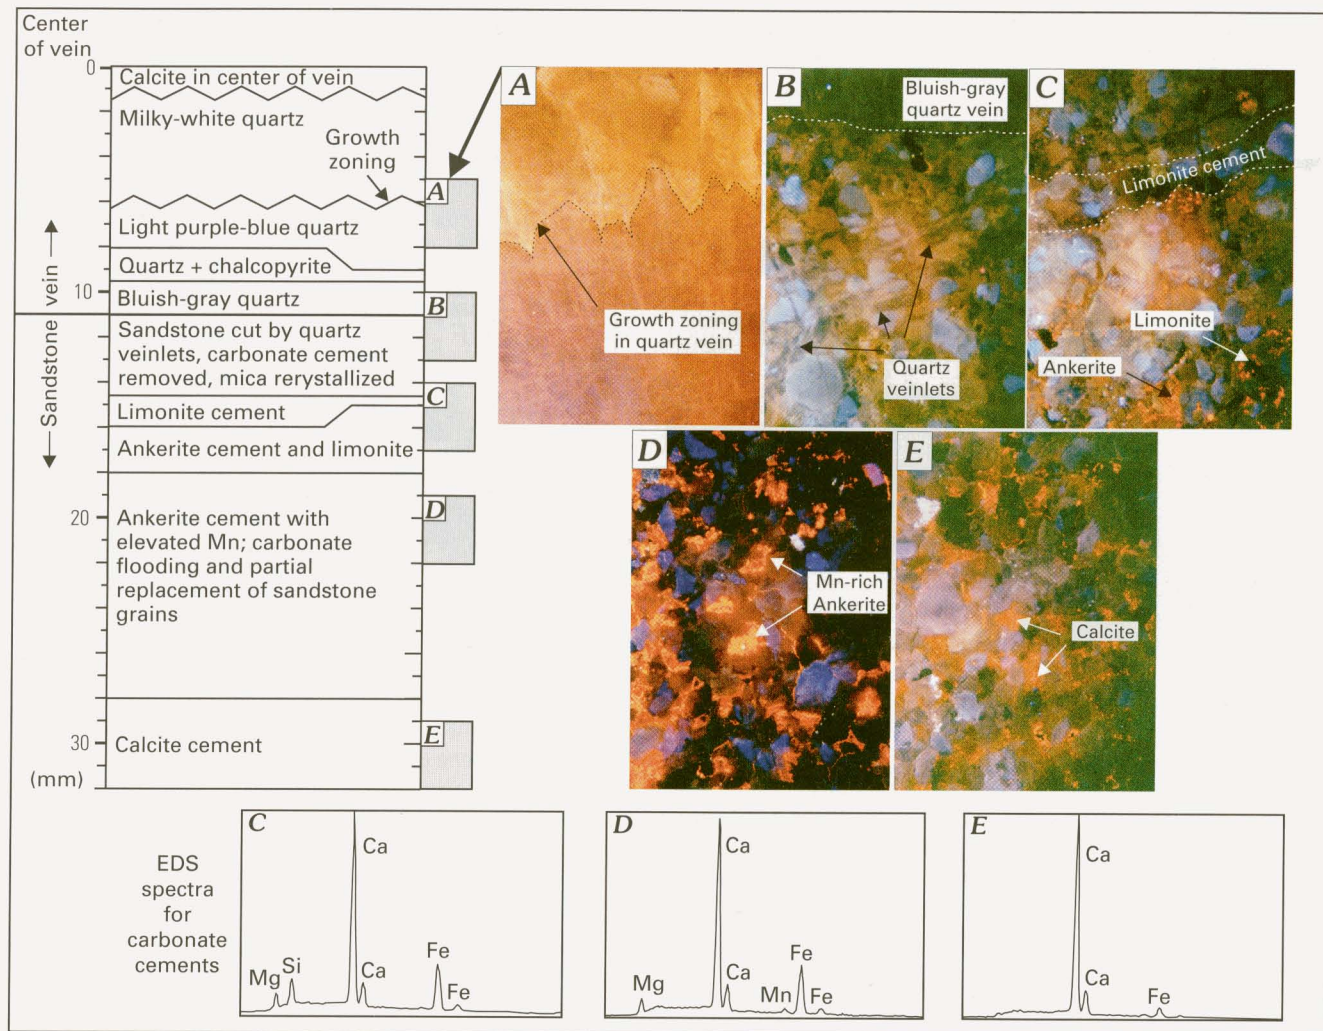 Center
of vein
0
Calcite in center of vein
Milky-white quartz
Growth
zoning
Light purple-blue quartz
Quartz + chalcopyrite
10
Bluish-gray quartz
Sandstone cut by quartz
veinlets, carbonate cement
removed, mica rerystallized
Limonite cement
Ankerite cement and limonite
20
Ankerite cement with
elevated Mn; carbonate
flooding and partial
replacement of sandstone
grains
30
Calcite cement
(mm)
vein
Sandstone
A
B
C
D
E
A
Growth zoning
in quartz vein
B
Bluish-gray
quartz vein
Quartz
veinlets
C
Limonite cement
Limonite
Ankerite
D
Mn-rich
Ankerite
E
Calcite
EDS
spectra
for
carbonate
cements
C
Ca
Mg
Si
Ca
Fe
Fe
D
Ca
Mg
Ca
Mn
Fe
Fe
E
Ca
Ca
Fe